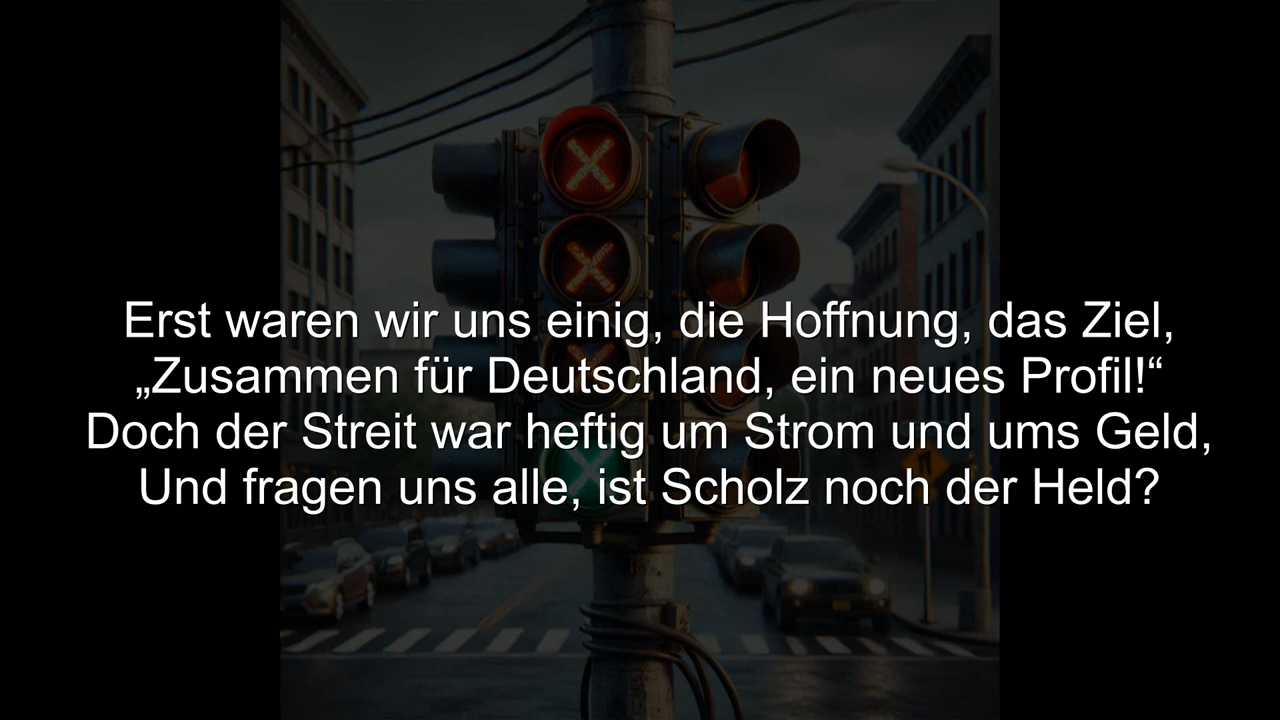 Erst waren wir uns einig, die Hoffnung, das Ziel,
„Zusammen für Deutschland, ein neues Profil!“
Doch der Streit war heftig um Strom und ums Geld,
Und fragen uns alle, ist Scholz noch der Held?